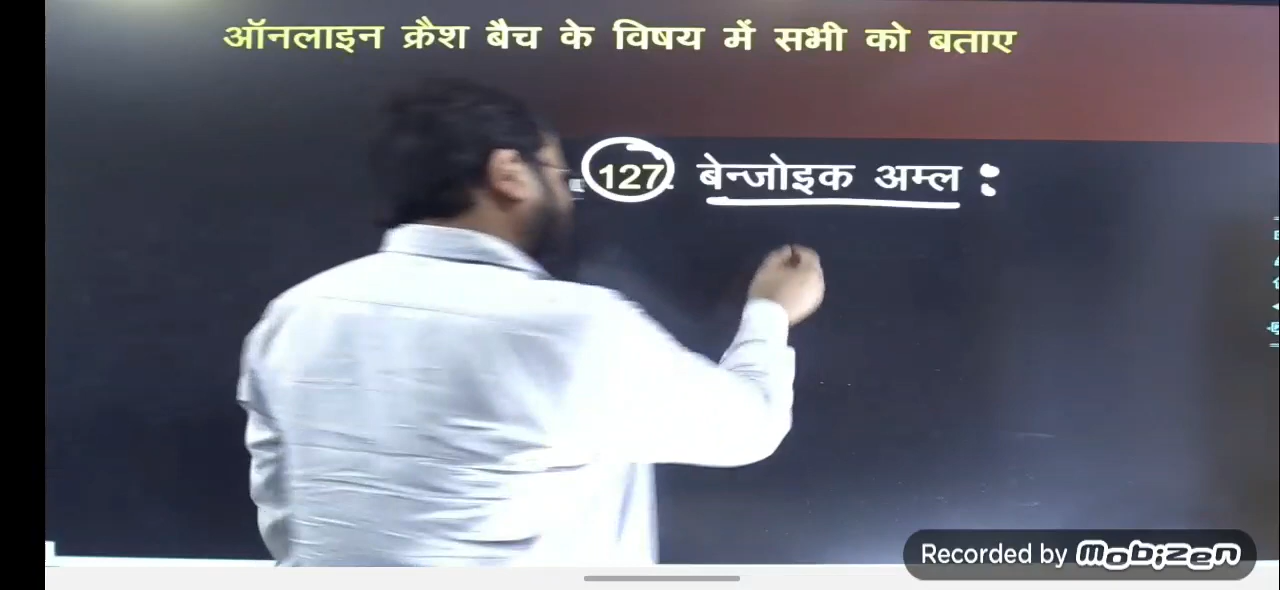 ऑनलाइन क्रैश बैच के विषय में सभी को बताए
127. बेन्जोइक अम्ल :
Recorded by Mobizen